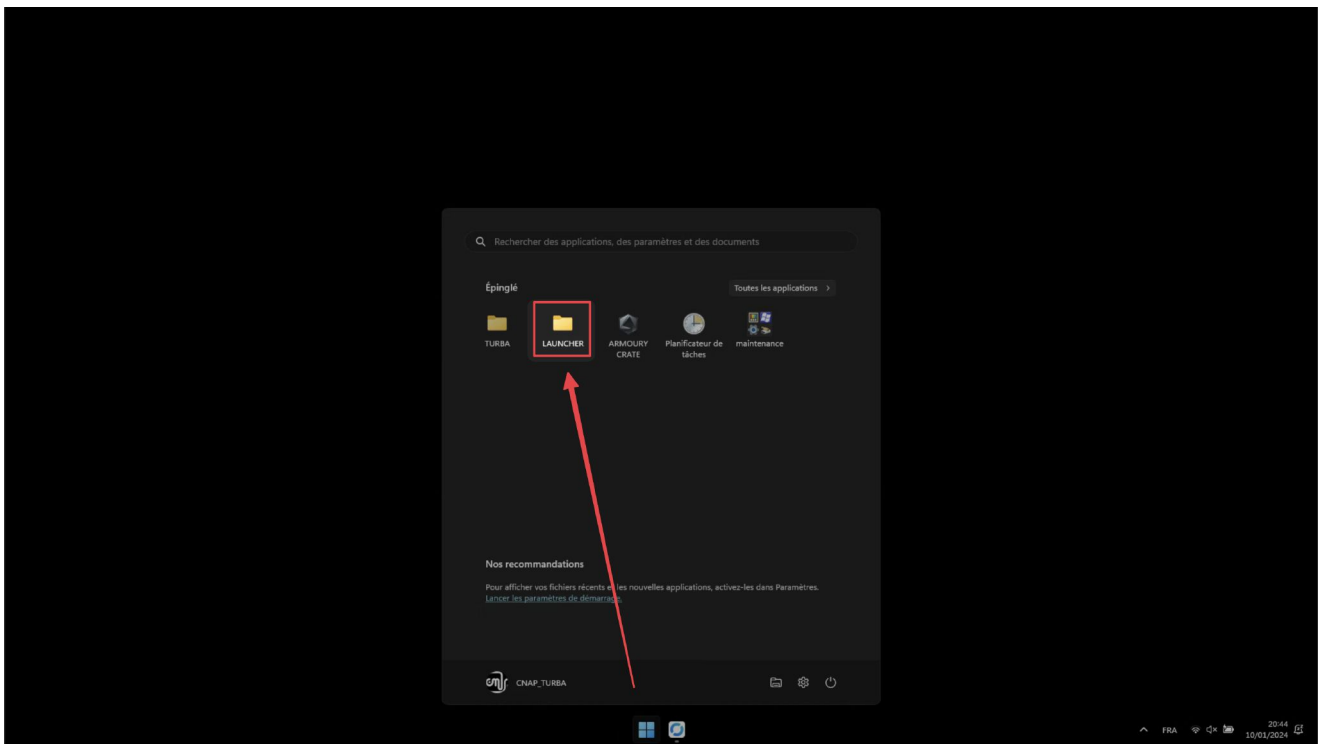 Rechercher des applications, des paramètres et des documents
Épinglé
Toutes les applications >
TURBA
LAUNCHER
ARMOURY
CRATE
Planificateur de
tâches
maintenance
Nos recommandations
Pour afficher vos fichiers récents et les nouvelles applications, activez-les dans Paramètres.
Lancer les paramètres de démarrage.
CNAP_TURBA
FRA
20:44
10/01/2024